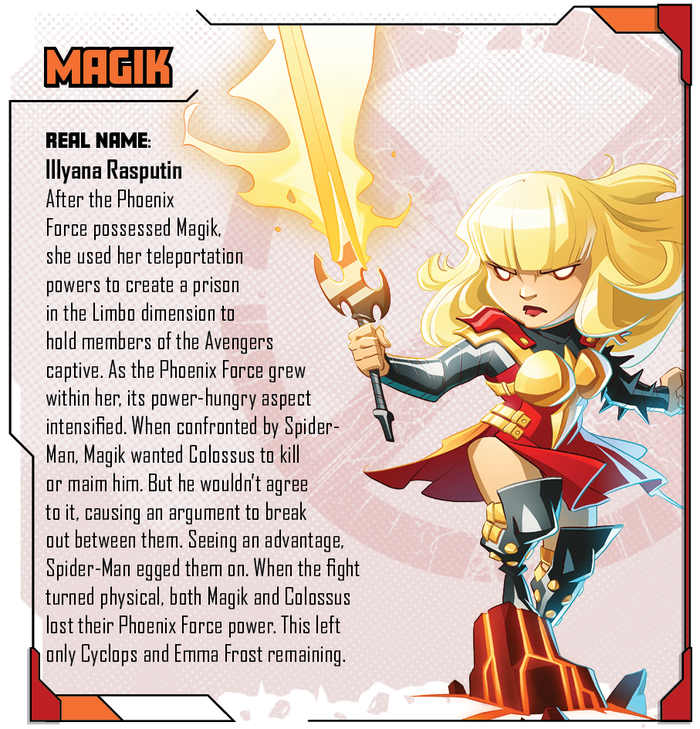 MAGIK
REAL NAME:
Illyana Rasputin
After the Phoenix
Force possessed Magik,
she used her teleportation
powers to create a prison
in the Limbo dimension to
hold members of the Avengers
captive. As the Phoenix Force grew
within her, its power-hungry aspect
intensified. When confronted by Spider-
Man, Magik wanted Colossus to kill
or maim him. But he wouldn't agree
to it, causing an argument to break
out between them. Seeing an advantage,
Spider-Man egged them on. When the fight
turned physical, both Magik and Colossus
lost their Phoenix Force power. This left
only Cyclops and Emma Frost remaining.